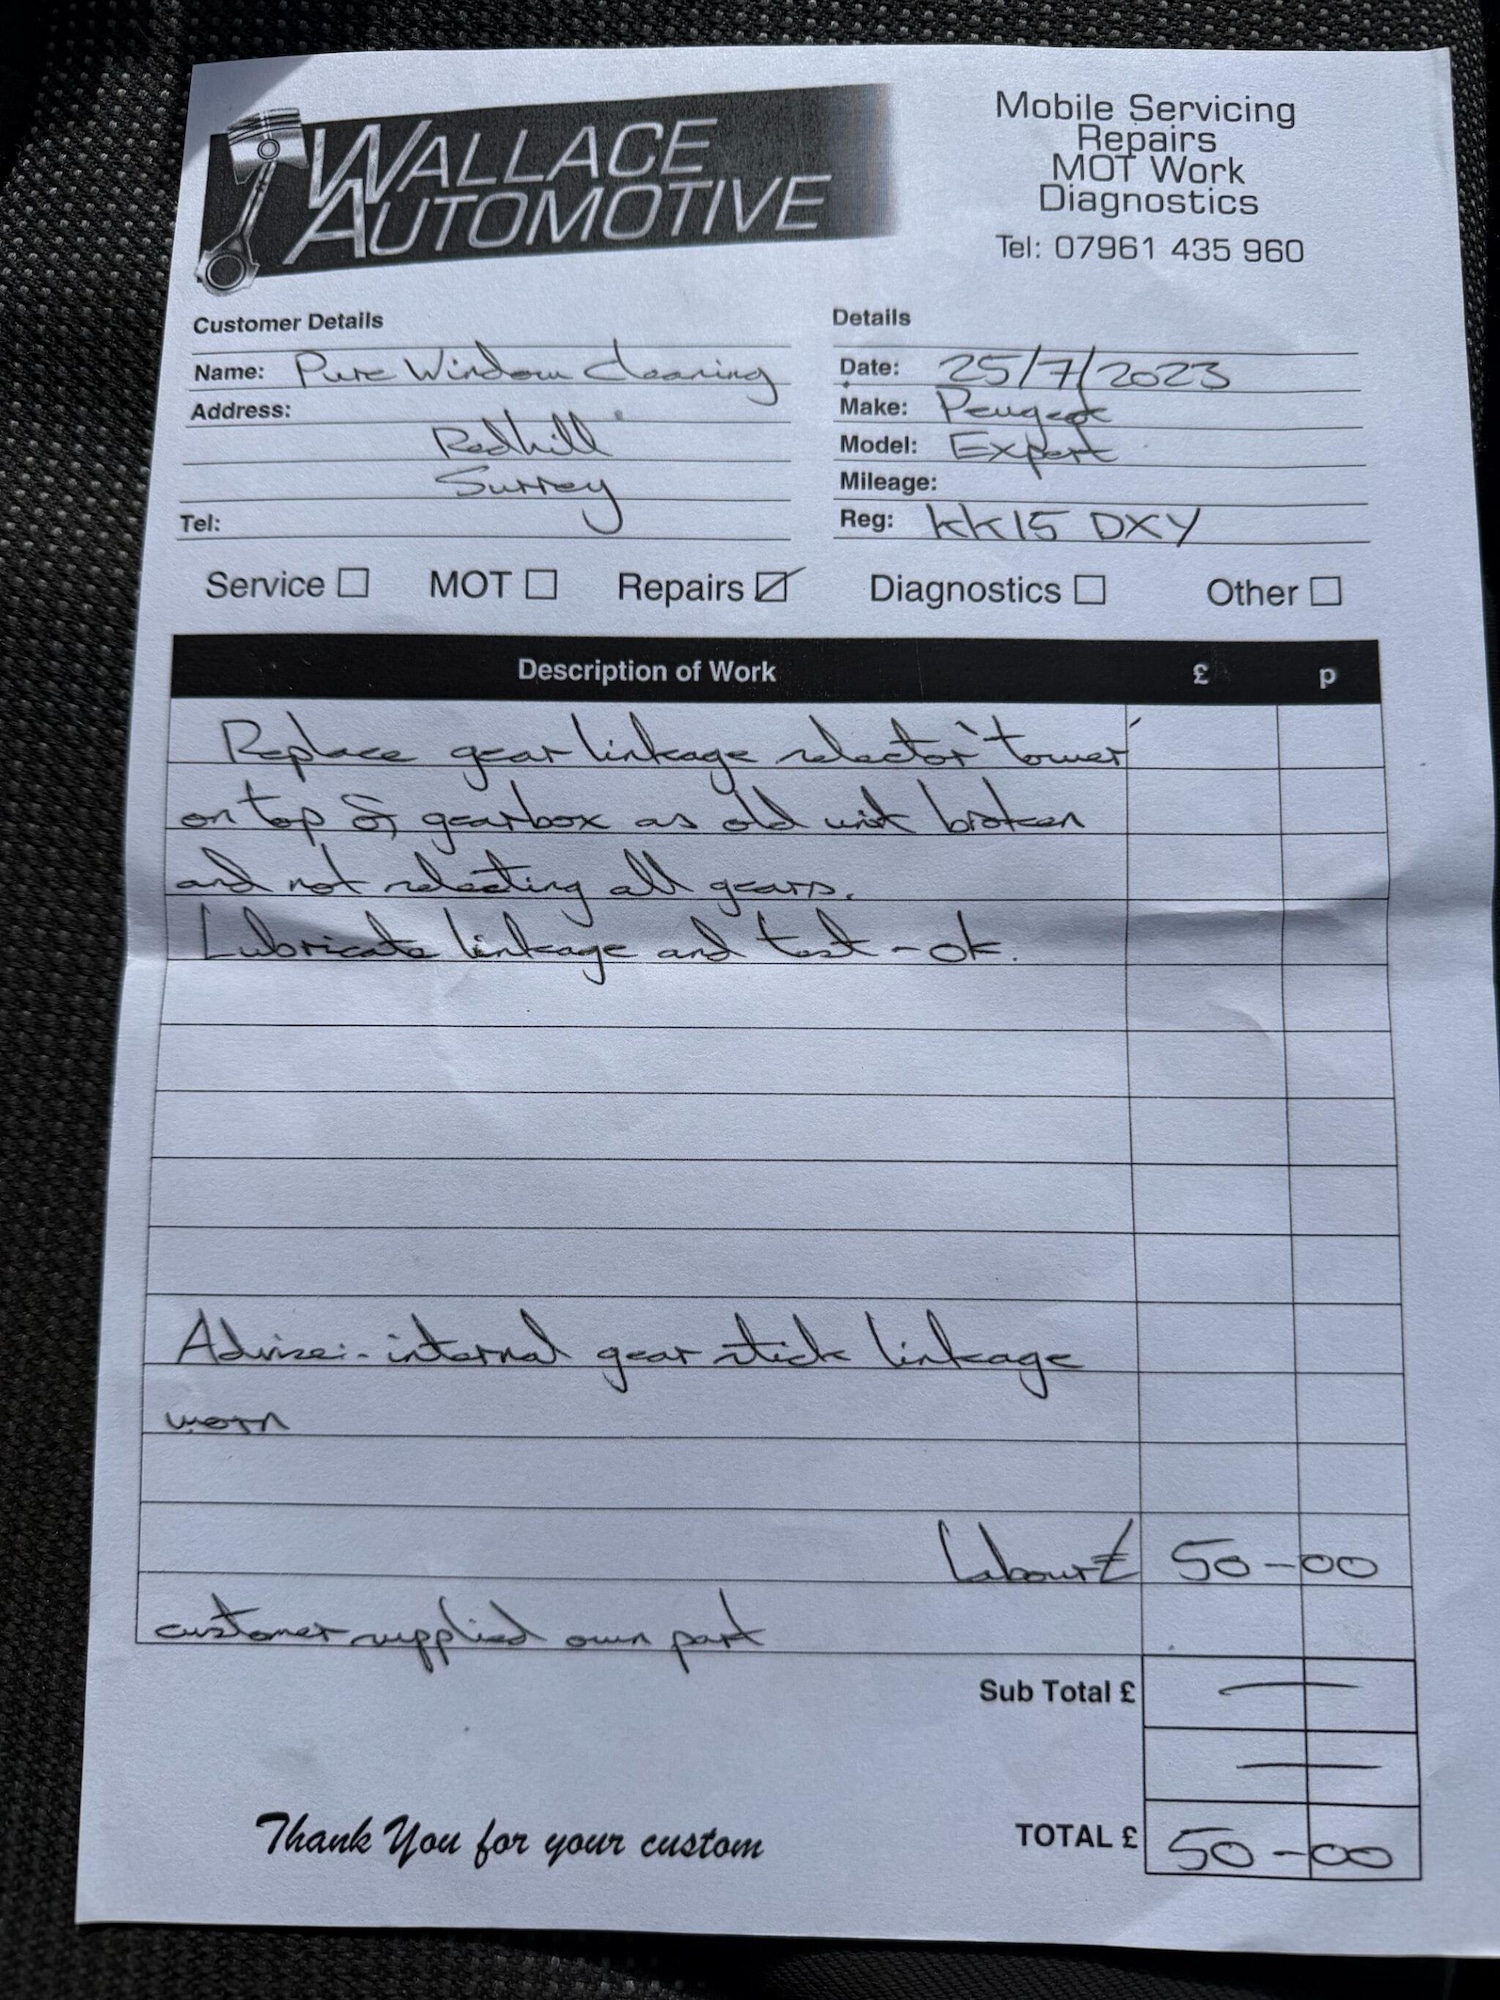 WALLACE
AUTOMOTIVE
Mobile Servicing
Repairs
MOT Work
Diagnostics
Tel: 07961 435 960
Customer Details
Name: Pure Window Cleaning
Address:
Redhill
Surrey
Tel:
Details
Date: 25/7/2023
Make: Peugeot
Model: Expert
Mileage:
Reg: KK15 DXY
Service MOT Repairs Diagnostics Other
Description of Work £ p
Replace gear linkage selector 'tower'
on top of gearbox as old unit broken
and not selecting all gears.
Lubricate linkage and test - ok.
Advise:- internal gear stick linkage
worn
Labour £ 50-00
customer supplied own part
Sub Total £ —
—
TOTAL £ 50-00
Thank You for your custom